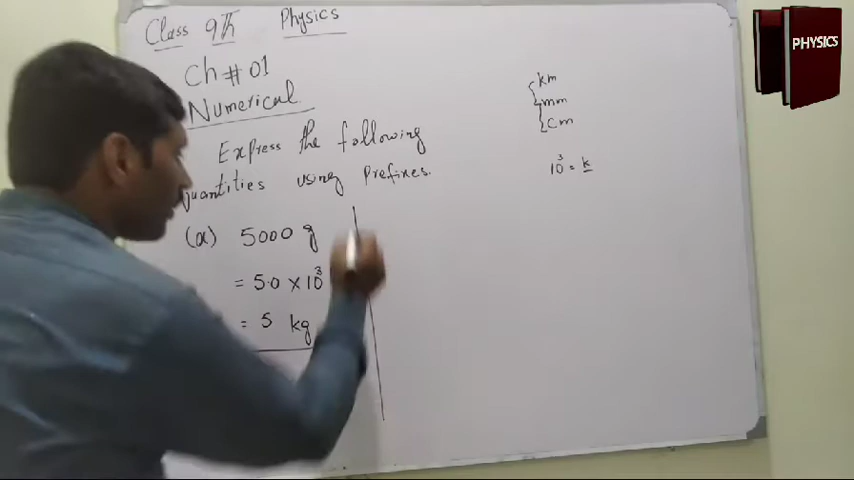 Class 9th Physics
Ch # 01
Numerical
Express the following
quantities using Prefixes.
(a) 5000 g
= 5.0 × 10³
= 5 kg
km
mm
cm
10³ = k
PHYSICS